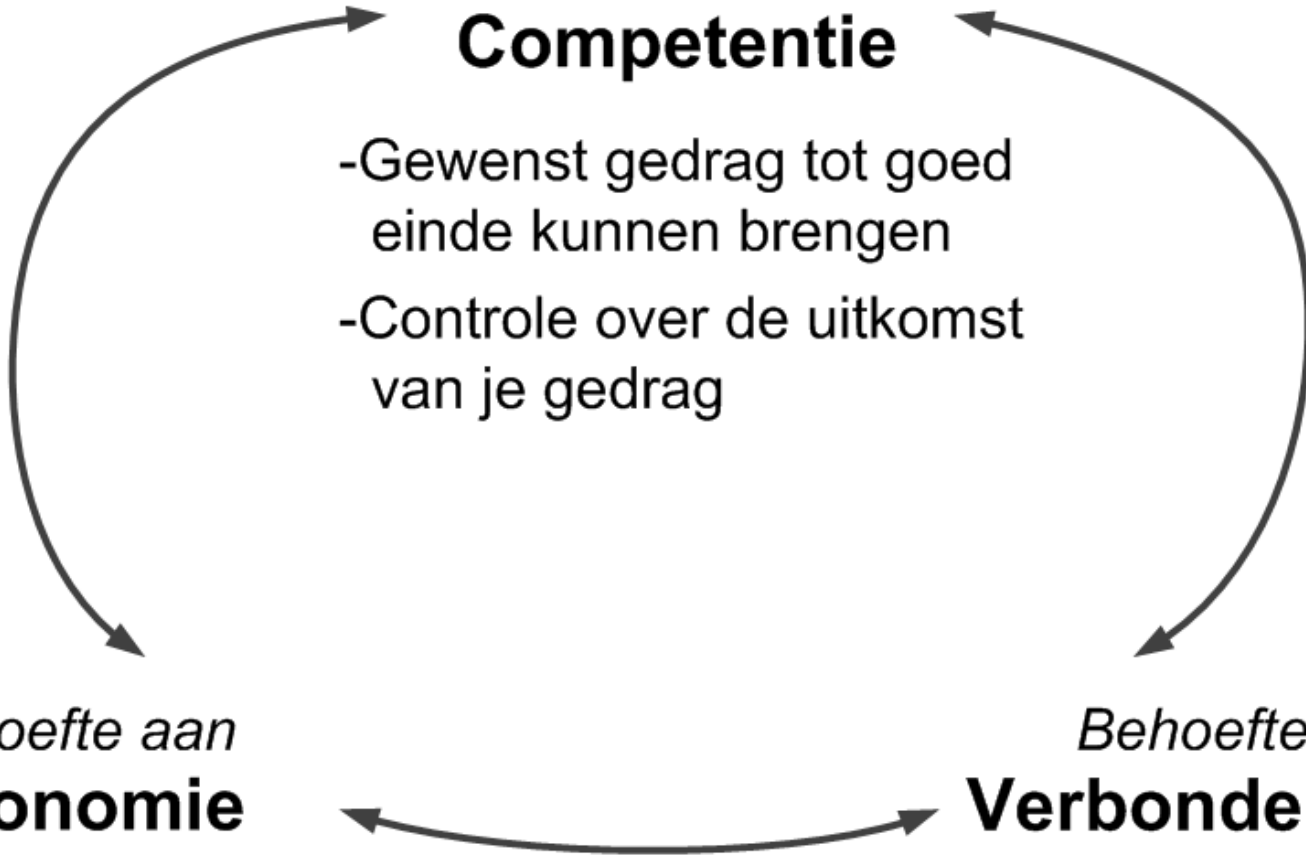 Competentie
-Gewenst gedrag tot goed
einde kunnen brengen
-Controle over de uitkomst
van je gedrag
oefte aan
Behoefte
onomie
Verbonde